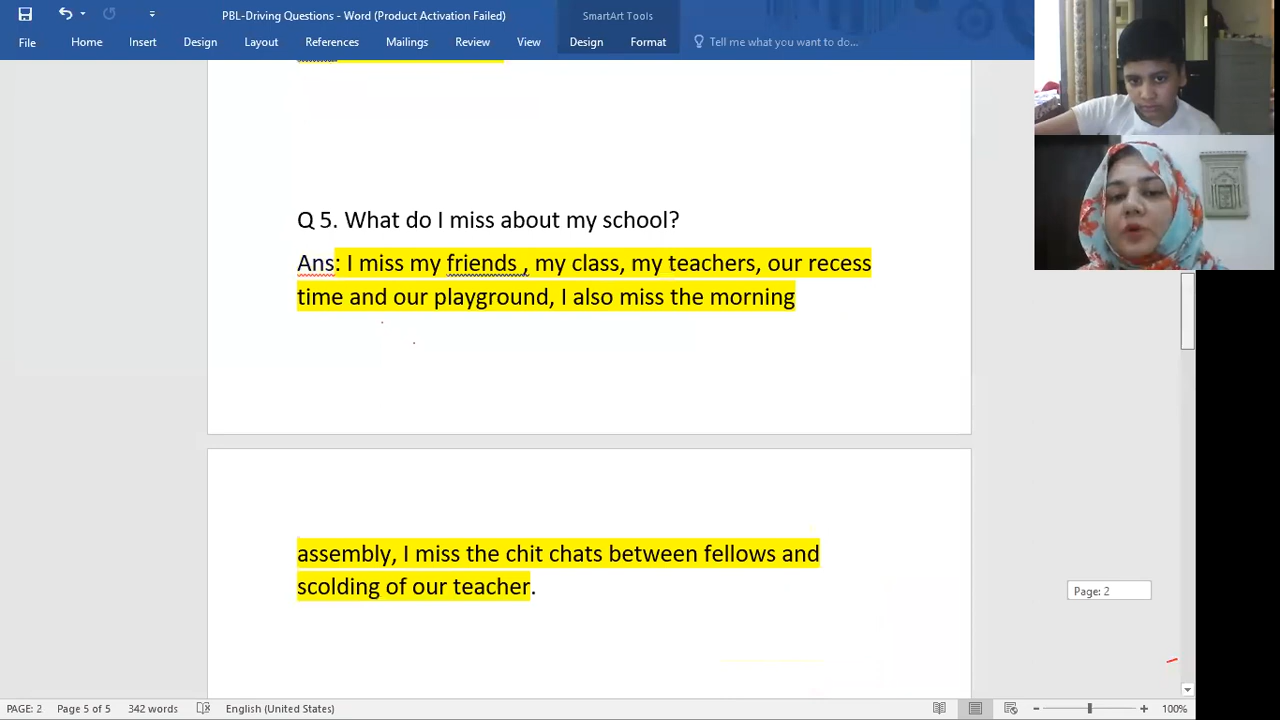 PBL-Driving Questions - Word (Product Activation Failed)
SmartArt Tools
File Home Insert Design Layout References Mailings Review View Design Format Tell me what you want to do...
Q 5. What do I miss about my school?
Ans: I miss my friends , my class, my teachers, our recess
time and our playground, I also miss the morning
assembly, I miss the chit chats between fellows and
scolding of our teacher.
Page: 2
PAGE: 2 Page 5 of 5 342 words English (United States) 100%